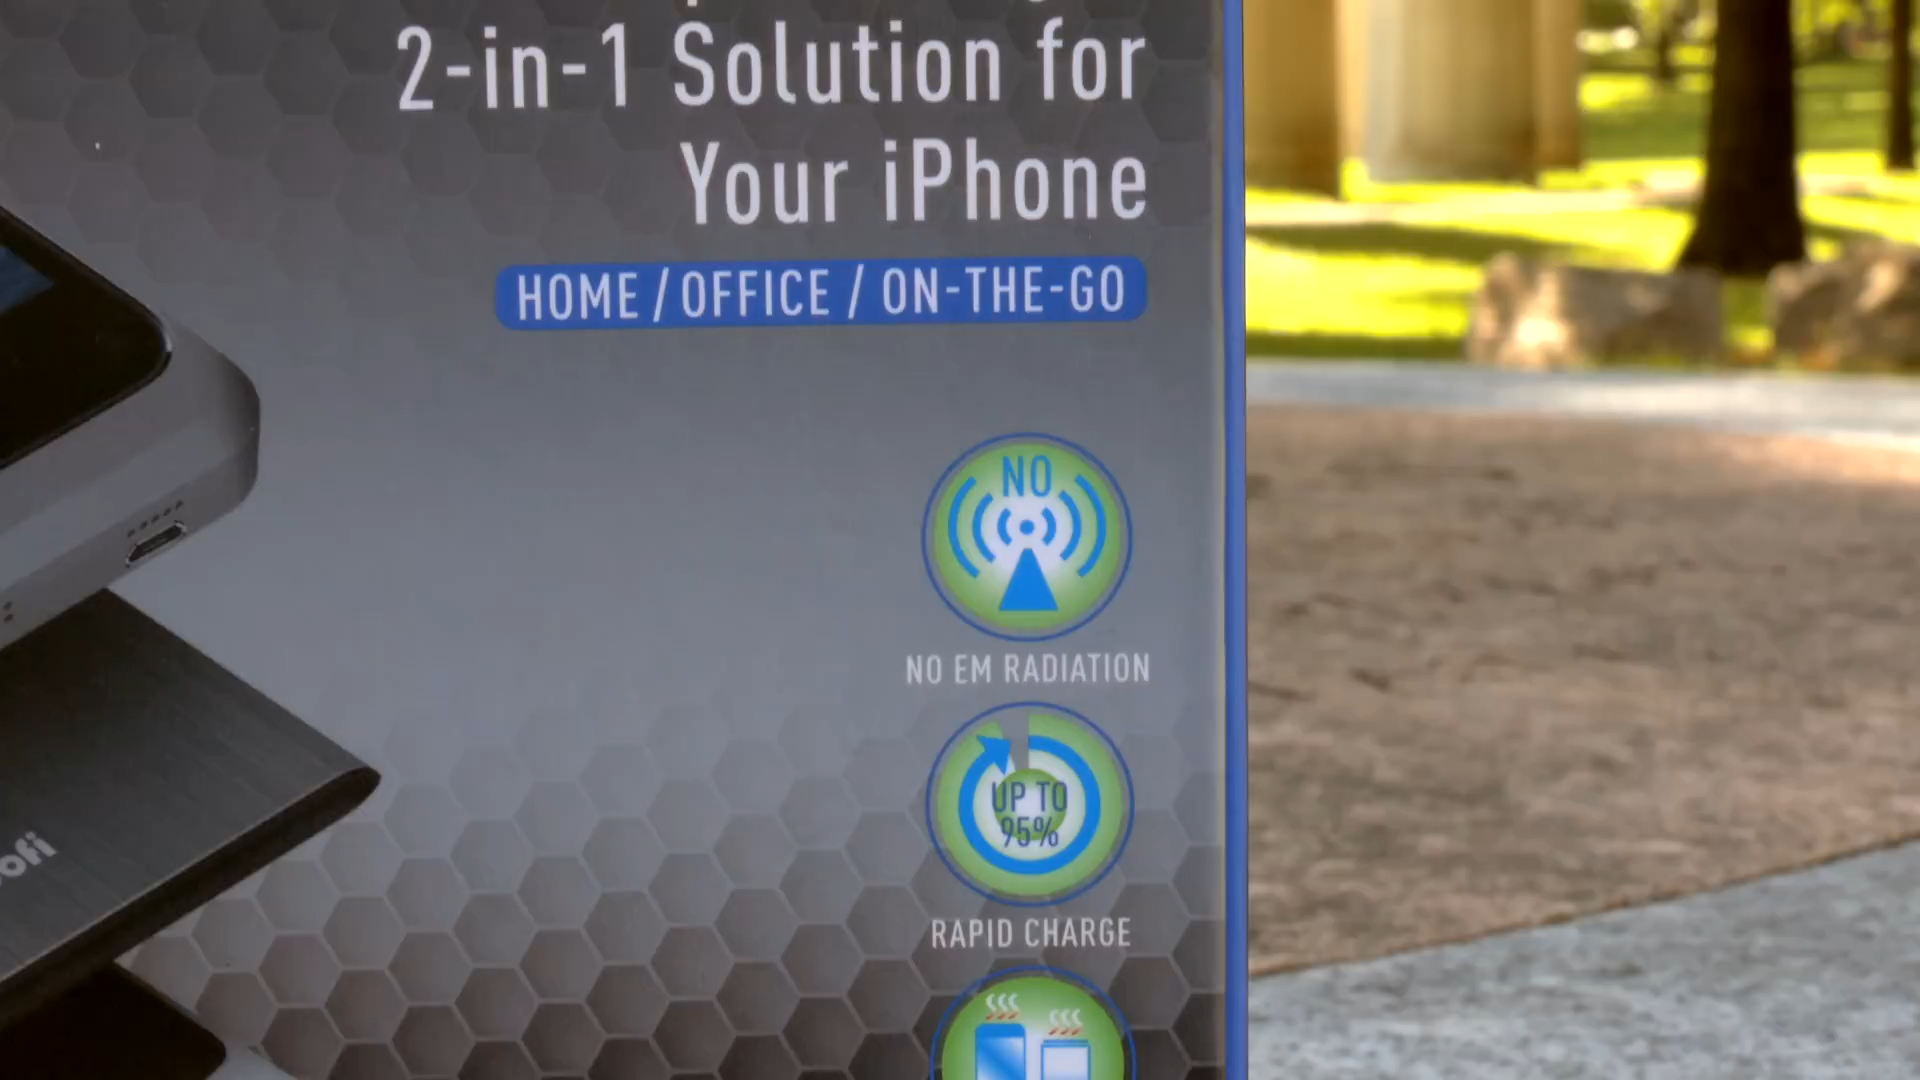 2-in-1 Solution for
Your iPhone
HOME / OFFICE / ON-THE-GO
NO
NO EM RADIATION
UP TO
95%
RAPID CHARGE